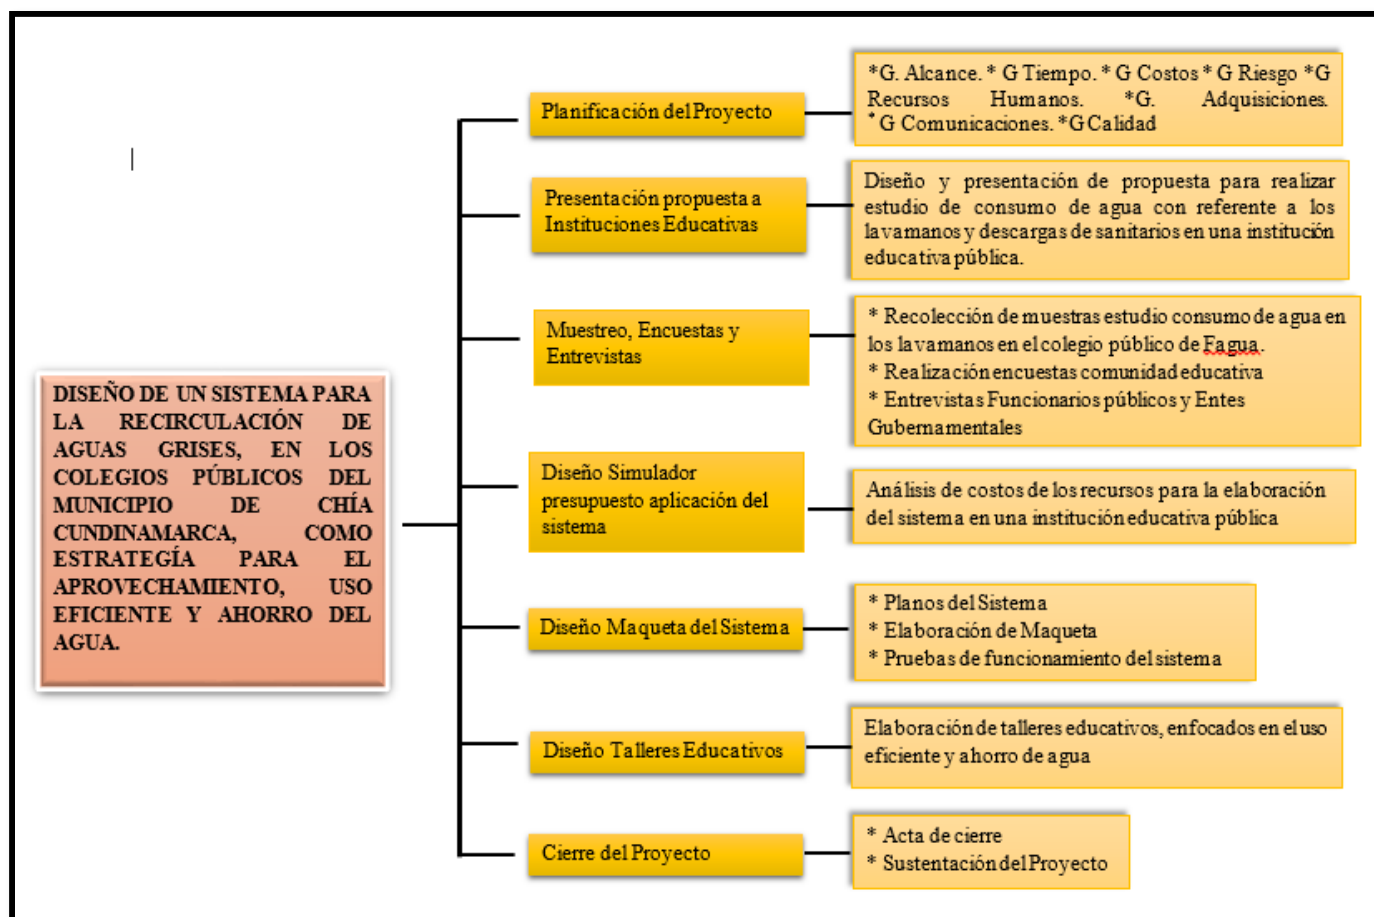 DISEÑO DE UN SISTEMA PARA
LA RECIRCULACIÓN DE
AGUAS GRISES, EN LOS
COLEGIOS PÚBLICOS DEL
MUNICIPIO DE CHÍA
CUNDINAMARCA, COMO
ESTRATEGÍA PARA EL
APROVECHAMIENTO, USO
EFICIENTE Y AHORRO DEL
AGUA.
Planificación del Proyecto
*G. Alcance. * G Tiempo. * G Costos * G Riesgo *G
Recursos Humanos. *G. Adquisiciones.
* G Comunicaciones. *G Calidad
Presentación propuesta a
Instituciones Educativas
Diseño y presentación de propuesta para realizar
estudio de consumo de agua con referente a los
lavamanos y descargas de sanitarios en una institución
educativa pública.
Muestreo, Encuestas y
Entrevistas
* Recolección de muestras estudio consumo de agua en
los lavamanos en el colegio público de Fagua.
* Realización encuestas comunidad educativa
* Entrevistas Funcionarios públicos y Entes
Gubernamentales
Diseño Simulador
presupuesto aplicación del
sistema
Análisis de costos de los recursos para la elaboración
del sistema en una institución educativa pública
Diseño Maqueta del Sistema
* Planos del Sistema
* Elaboración de Maqueta
* Pruebas de funcionamiento del sistema
Diseño Talleres Educativos
Elaboración de talleres educativos, enfocados en el uso
eficiente y ahorro de agua
Cierre del Proyecto
* Acta de cierre
* Sustentación del Proyecto